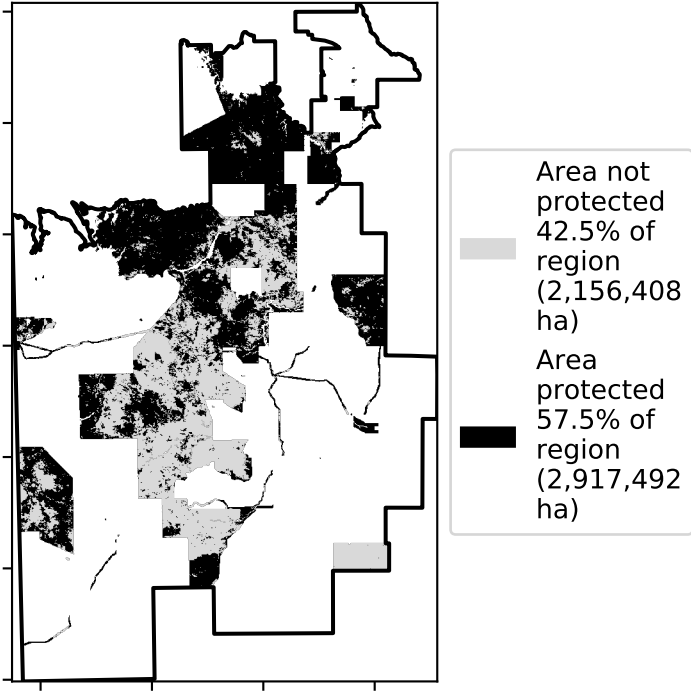 Area not
protected
42.5% of
region
(2,156,408
ha)
Area
protected
57.5% of
region
(2,917,492
ha)